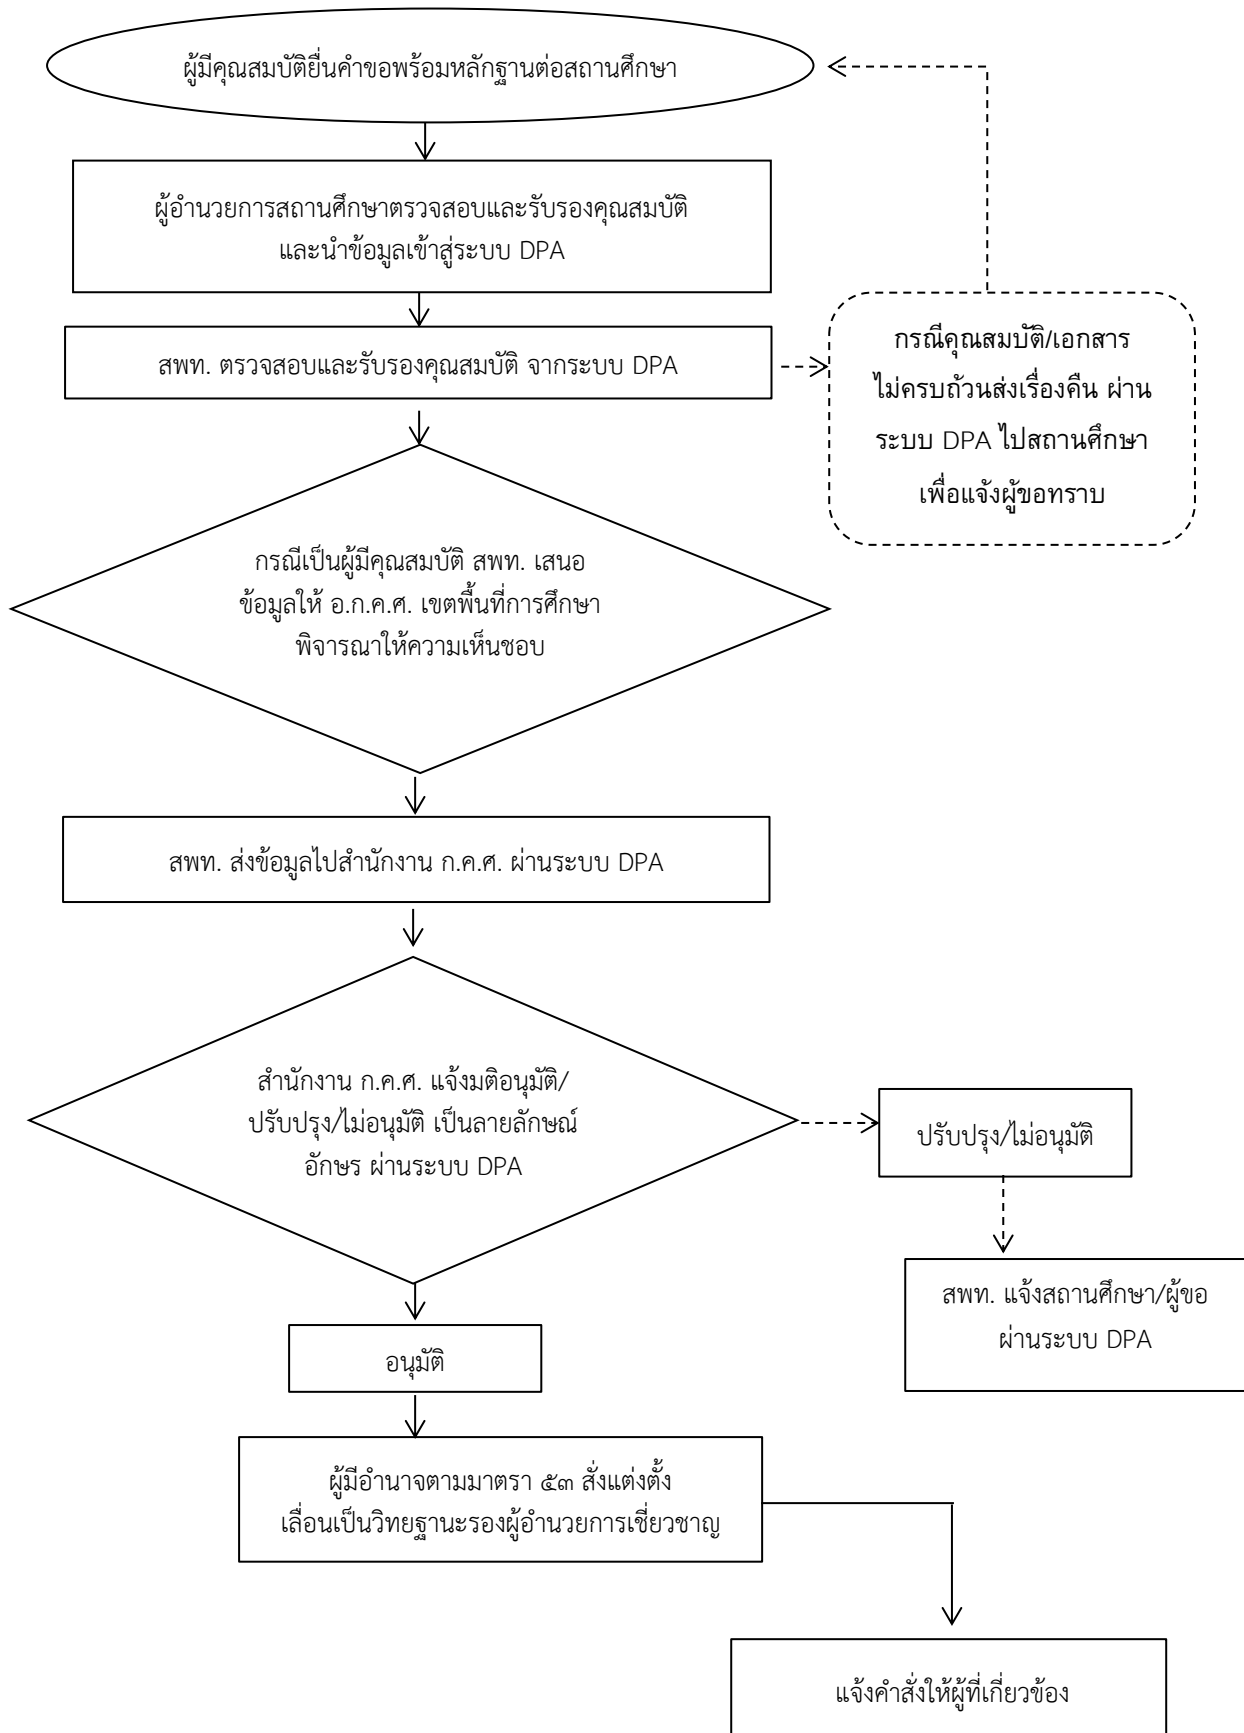 ผู้มีคุณสมบัติยื่นคำขอพร้อมหลักฐานต่อสถานศึกษา
ผู้อำนวยการสถานศึกษาตรวจสอบและรับรองคุณสมบัติ
และนำข้อมูลเข้าสู่ระบบ DPA
สพท. ตรวจสอบและรับรองคุณสมบัติ จากระบบ DPA
กรณีคุณสมบัติ/เอกสาร
ไม่ครบถ้วนส่งเรื่องคืน ผ่าน
ระบบ DPA ไปสถานศึกษา
เพื่อแจ้งผู้ขอทราบ
กรณีเป็นผู้มีคุณสมบัติ สพท. เสนอ
ข้อมูลให้ อ.ก.ค.ศ. เขตพื้นที่การศึกษา
พิจารณาให้ความเห็นชอบ
สพท. ส่งข้อมูลไปสำนักงาน ก.ค.ศ. ผ่านระบบ DPA
สำนักงาน ก.ค.ศ. แจ้งมติอนุมัติ/
ปรับปรุง/ไม่อนุมัติ เป็นลายลักษณ์
อักษร ผ่านระบบ DPA
ปรับปรุง/ไม่อนุมัติ
สพท. แจ้งสถานศึกษา/ผู้ขอ
ผ่านระบบ DPA
อนุมัติ
ผู้มีอำนาจตามมาตรา ๕๓ สั่งแต่งตั้ง
เลื่อนเป็นวิทยฐานะรองผู้อำนวยการเชี่ยวชาญ
แจ้งคำสั่งให้ผู้ที่เกี่ยวข้อง